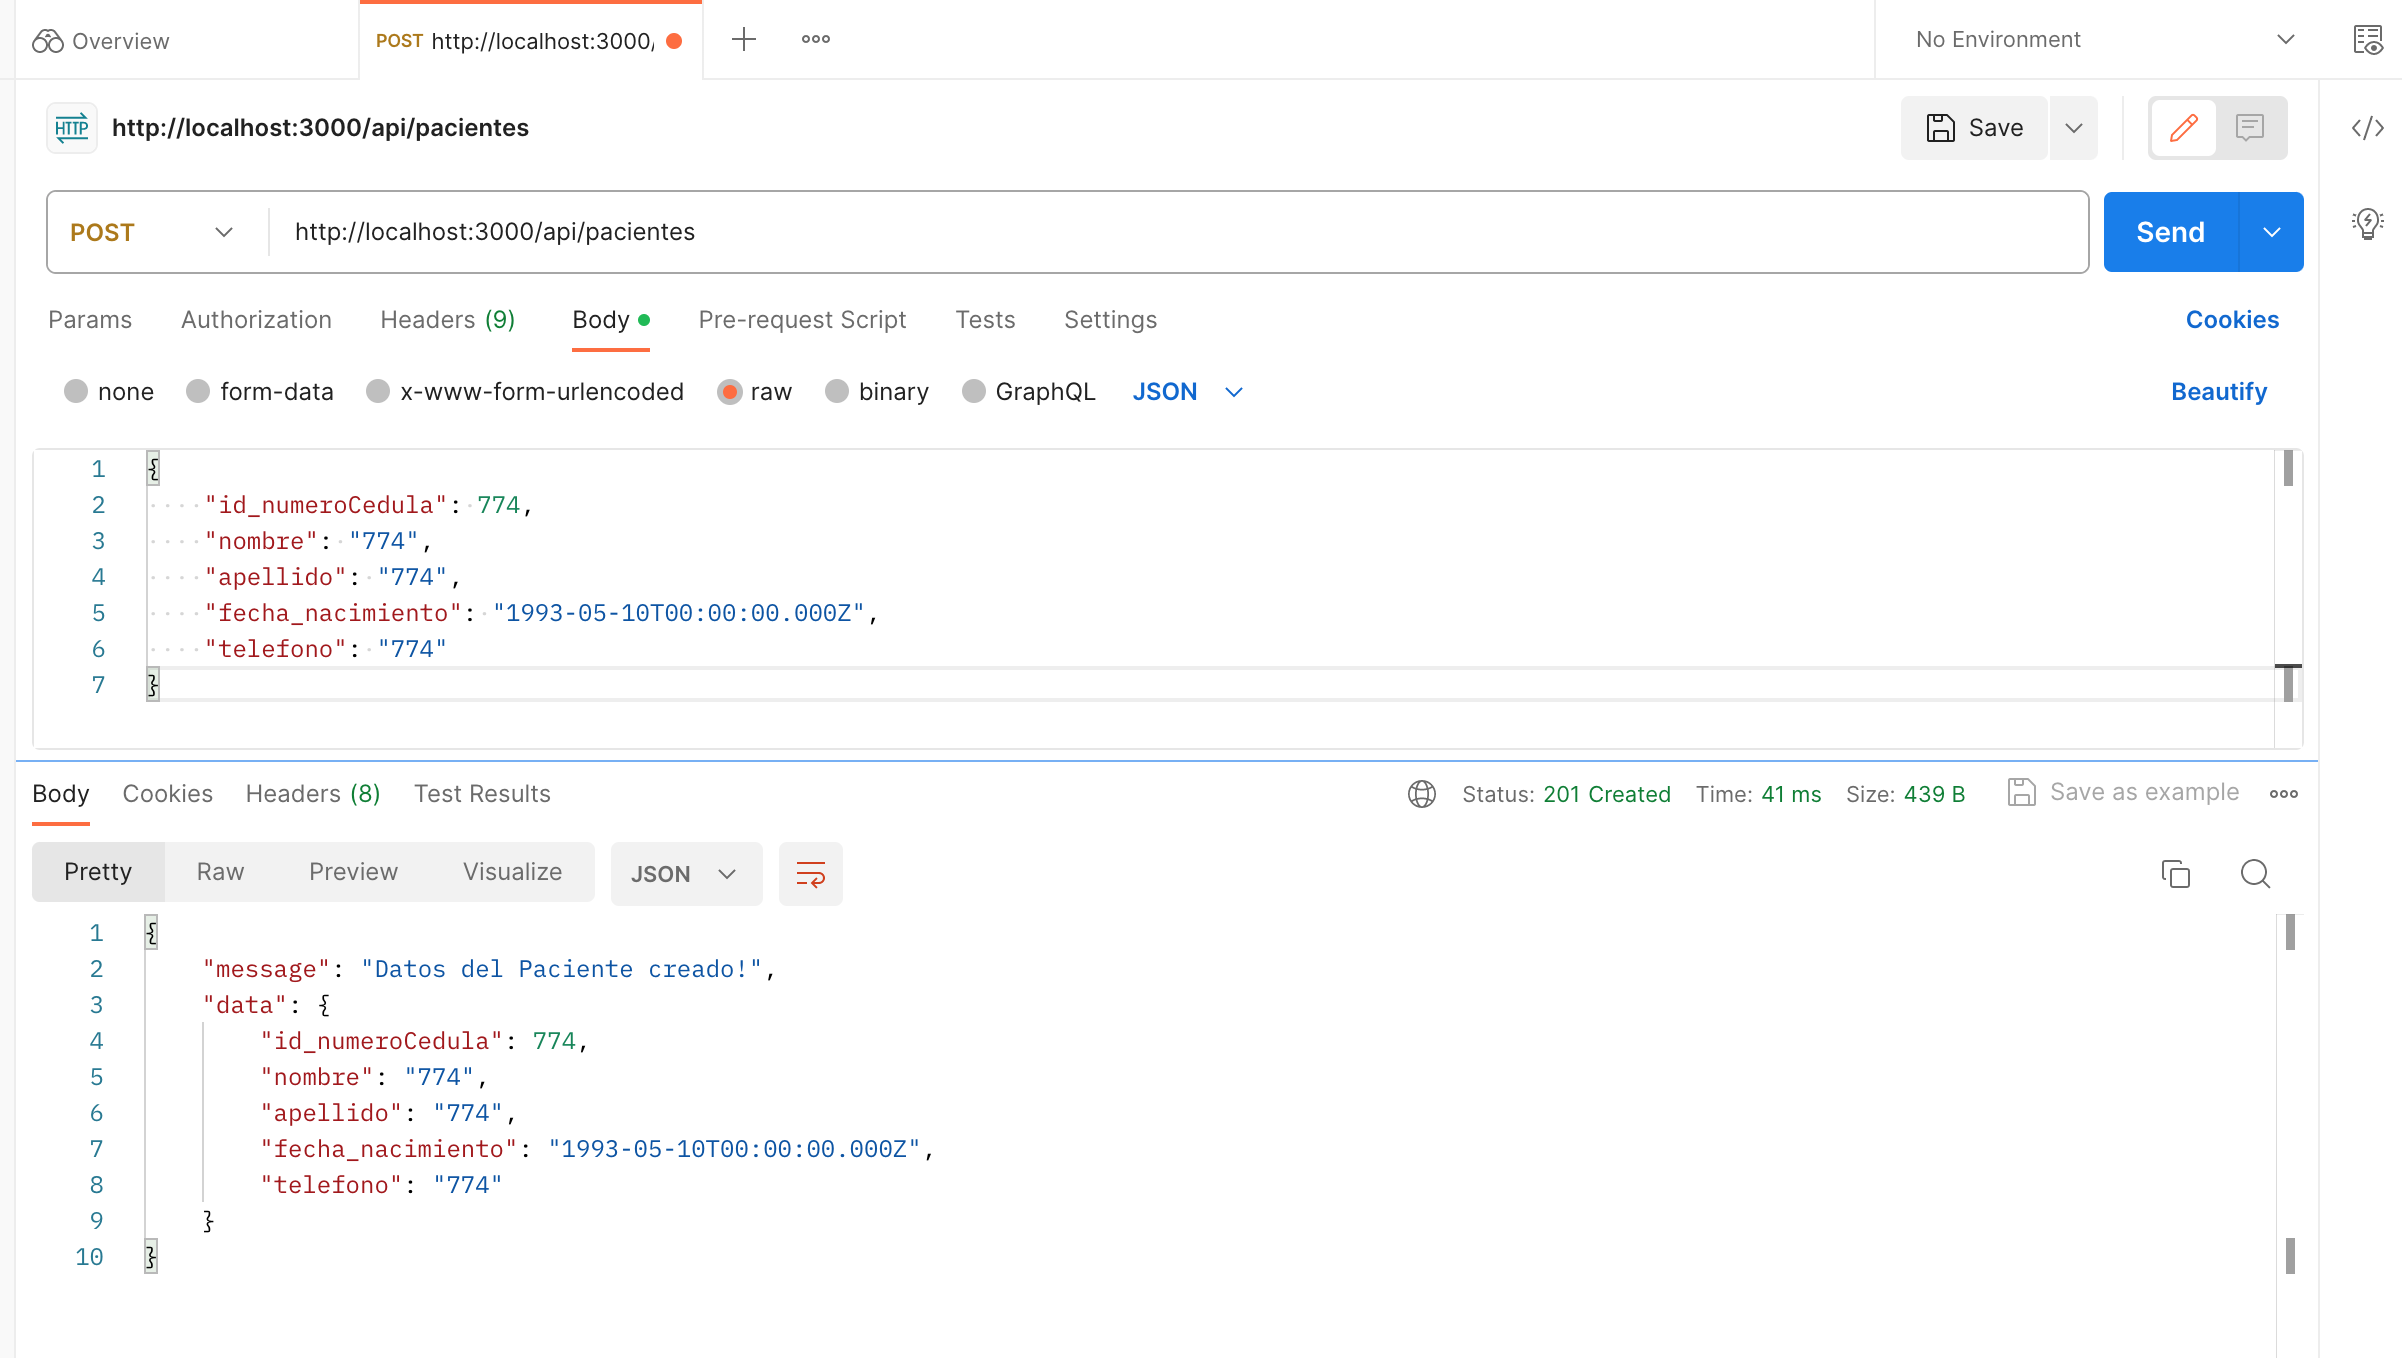 Overview
POST http://localhost:3000/
No Environment
HTTP http://localhost:3000/api/pacientes
Save
POST http://localhost:3000/api/pacientes
Send
Params Authorization Headers (9) Body Pre-request Script Tests Settings Cookies
none form-data x-www-form-urlencoded raw binary GraphQL JSON Beautify
1 {
2 "id_numeroCedula": 774,
3 "nombre": "774",
4 "apellido": "774",
5 "fecha_nacimiento": "1993-05-10T00:00:00.000Z",
6 "telefono": "774"
7 }
Body Cookies Headers (8) Test Results Status: 201 Created Time: 41 ms Size: 439 B Save as example
Pretty Raw Preview Visualize JSON
1 {
2 "message": "Datos del Paciente creado!",
3 "data": {
4 "id_numeroCedula": 774,
5 "nombre": "774",
6 "apellido": "774",
7 "fecha_nacimiento": "1993-05-10T00:00:00.000Z",
8 "telefono": "774"
9 }
10 }